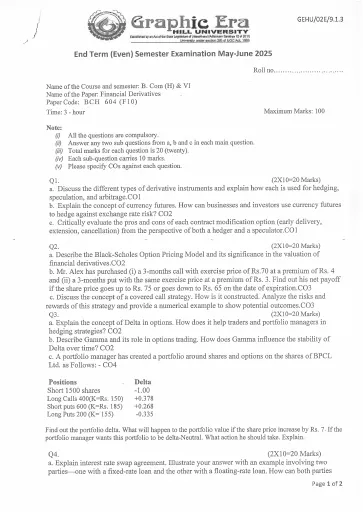 GEHU/02E/9.1.3
Graphic Era
HILL UNIVERSITY
End Term (Even) Semester Examination May-June 2025
Roll no..............................
Name of the Course and semester: B. Com (H) & VI
Name of the Paper: Financial Derivatives
Paper Code: BCH 604 (F10)
Time: 3 - hour Maximum Marks: 100
Note:
(i) All the questions are compulsory.
(ii) Answer any two sub questions from a, b and c in each main question.
(iii) Total marks for each question is 20 (twenty).
(iv) Each sub-question carries 10 marks.
(v) Please specify COs against each question.
Q1. (2X10=20 Marks)
a. Discuss the different types of derivative instruments and explain how each is used for hedging,
speculation, and arbitrage.CO1
b. Explain the concept of currency futures. How can businesses and investors use currency futures
to hedge against exchange rate risk? CO2
c. Critically evaluate the pros and cons of each contract modification option (early delivery,
extension, cancellation) from the perspective of both a hedger and a speculator.CO1
Q2. (2X10=20 Marks)
a. Describe the Black-Scholes Option Pricing Model and its significance in the valuation of
financial derivatives.CO2
b. Mr. Alex has purchased (i) a 3-months call with exercise price of Rs.70 at a premium of Rs. 4
and (ii) a 3-months put with the same exercise price at a premium of Rs. 3. Find out his net payoff
if the share price goes up to Rs. 75 or goes down to Rs. 65 on the date of expiration.CO3
c. Discuss the concept of a covered call strategy. How is it constructed. Analyze the risks and
rewards of this strategy and provide a numerical example to show potential outcomes.CO3
Q3. (2X10=20 Marks)
a. Explain the concept of Delta in options. How does it help traders and portfolio managers in
hedging strategies? CO2
b. Describe Gamma and its role in options trading. How does Gamma influence the stability of
Delta over time? CO2
c. A portfolio manager has created a portfolio around shares and options on the shares of BPCL
Ltd. as Follows: - CO4
Positions Delta
Short 1500 shares -1.00
Long Calls 400(K=Rs. 150) +0.378
Short puts 600 (K=Rs. 185) +0.268
Long Puts 200 (K= 155) -0.335
Find out the portfolio delta. What will happen to the portfolio value if the share price increase by Rs. 7. If the
portfolio manager wants this portfolio to be delta-Neutral. What action he should take. Explain.
Q4. (2X10=20 Marks)
a. Explain interest rate swap agreement. Illustrate your answer with an example involving two
parties—one with a fixed-rate loan and the other with a floating-rate loan. How can both parties
Page 1 of 2